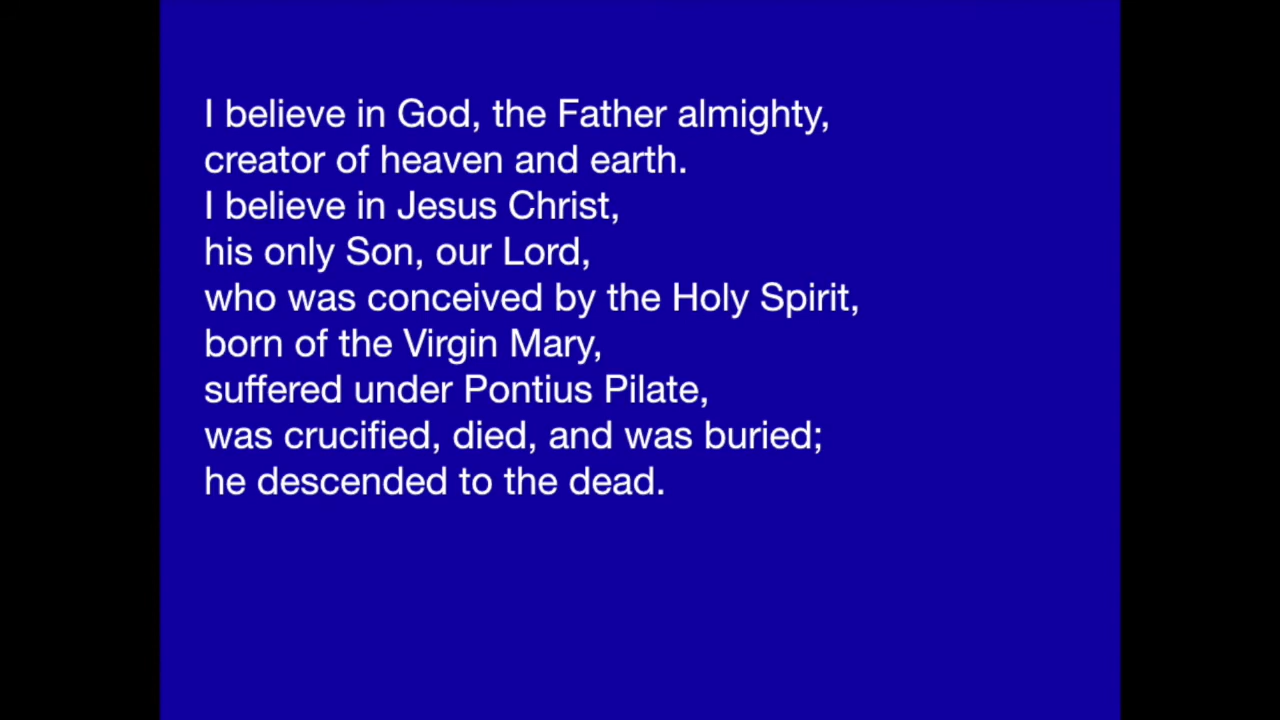 I believe in God, the Father almighty,
creator of heaven and earth.
I believe in Jesus Christ,
his only Son, our Lord,
who was conceived by the Holy Spirit,
born of the Virgin Mary,
suffered under Pontius Pilate,
was crucified, died, and was buried;
he descended to the dead.